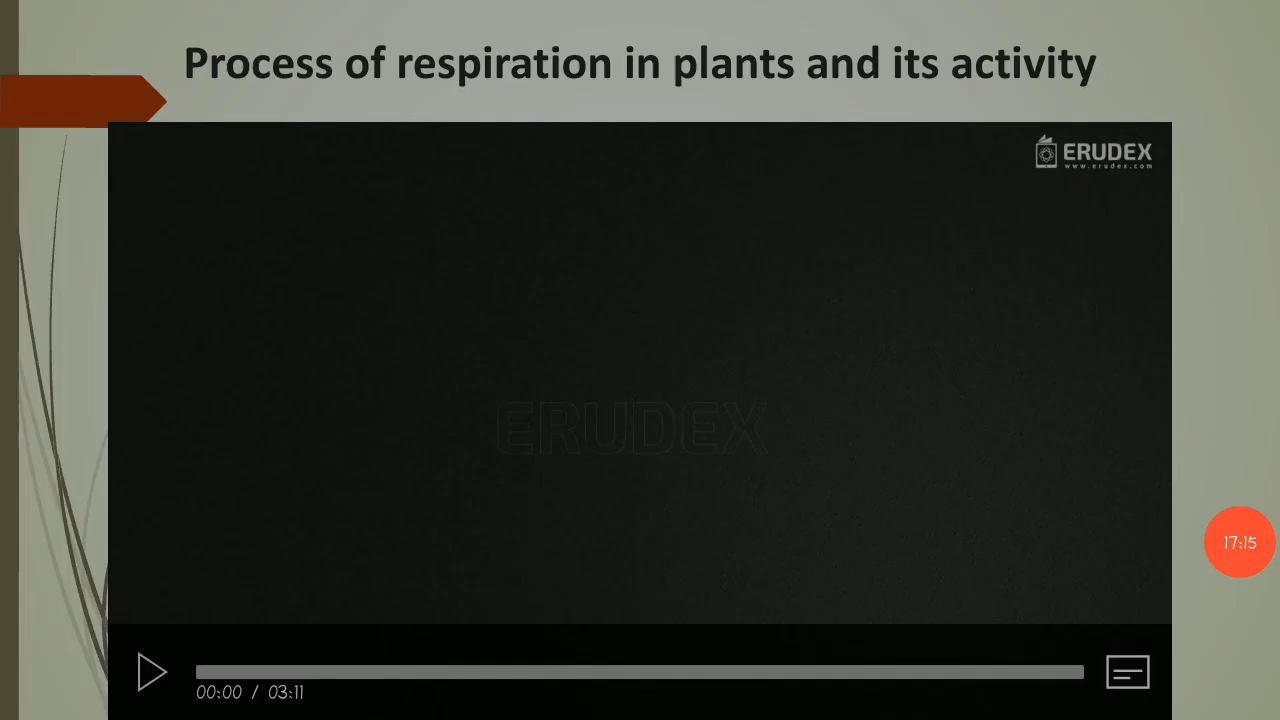 Process of respiration in plants and its activity
ERUDEX
www.erudex.com
ERUDEX
17:15
00:00 / 03:11